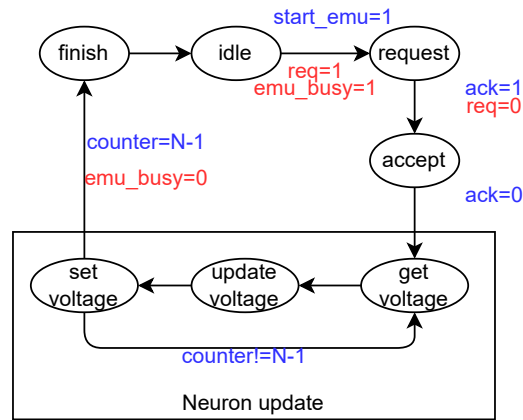 start_emu=1
finish
idle
request
req=1
emu_busy=1
ack=1
req=0
counter=N-1
accept
emu_busy=0
ack=0
set
voltage
update
voltage
get
voltage
counter!=N-1
Neuron update